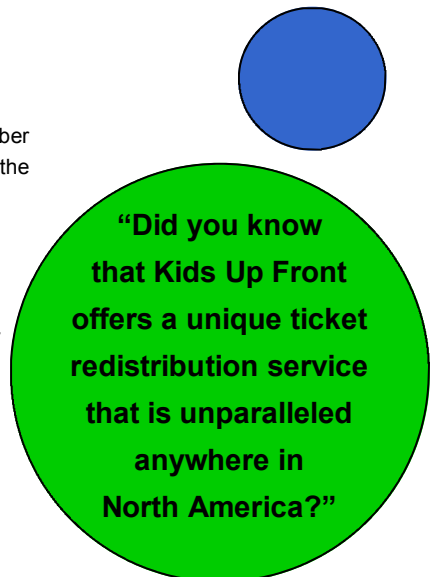 the
“Did you know
that Kids Up Front
offers a unique ticket
redistribution service
that is unparalleled
anywhere in
North America?”